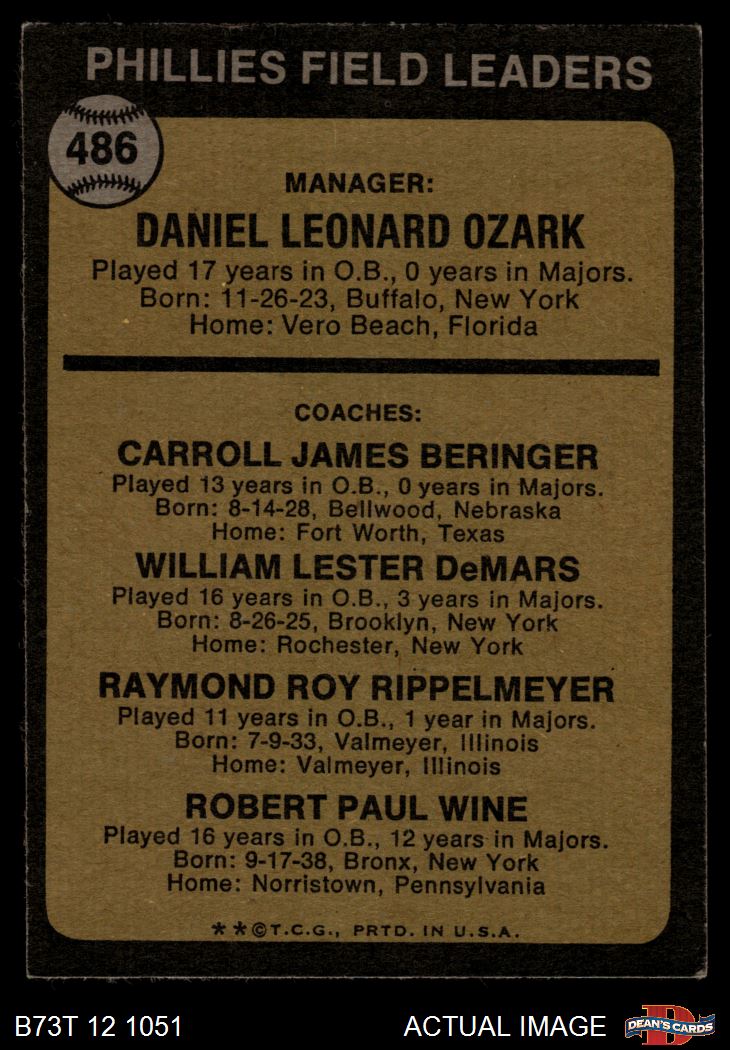 PHILLIES FIELD LEADERS
486
MANAGER:
DANIEL LEONARD OZARK
Played 17 years in O.B., 0 years in Majors.
Born: 11-26-23, Buffalo, New York
Home: Vero Beach, Florida
COACHES:
CARROLL JAMES BERINGER
Played 13 years in O.B., 0 years in Majors.
Born: 8-14-28, Bellwood, Nebraska
Home: Fort Worth, Texas
WILLIAM LESTER DeMARS
Played 16 years in O.B., 3 years in Majors.
Born: 8-26-25, Brooklyn, New York
Home: Rochester, New York
RAYMOND ROY RIPPELMEYER
Played 11 years in O.B., 1 year in Majors.
Born: 7-9-33, Valmeyer, Illinois
Home: Valmeyer, Illinois
ROBERT PAUL WINE
Played 16 years in O.B., 12 years in Majors.
Born: 9-17-38, Bronx, New York
Home: Norristown, Pennsylvania
**©T.C.G., PRTD. IN U.S.A.
B73T 12 1051
ACTUAL IMAGE
D
DEAN'S CARDS